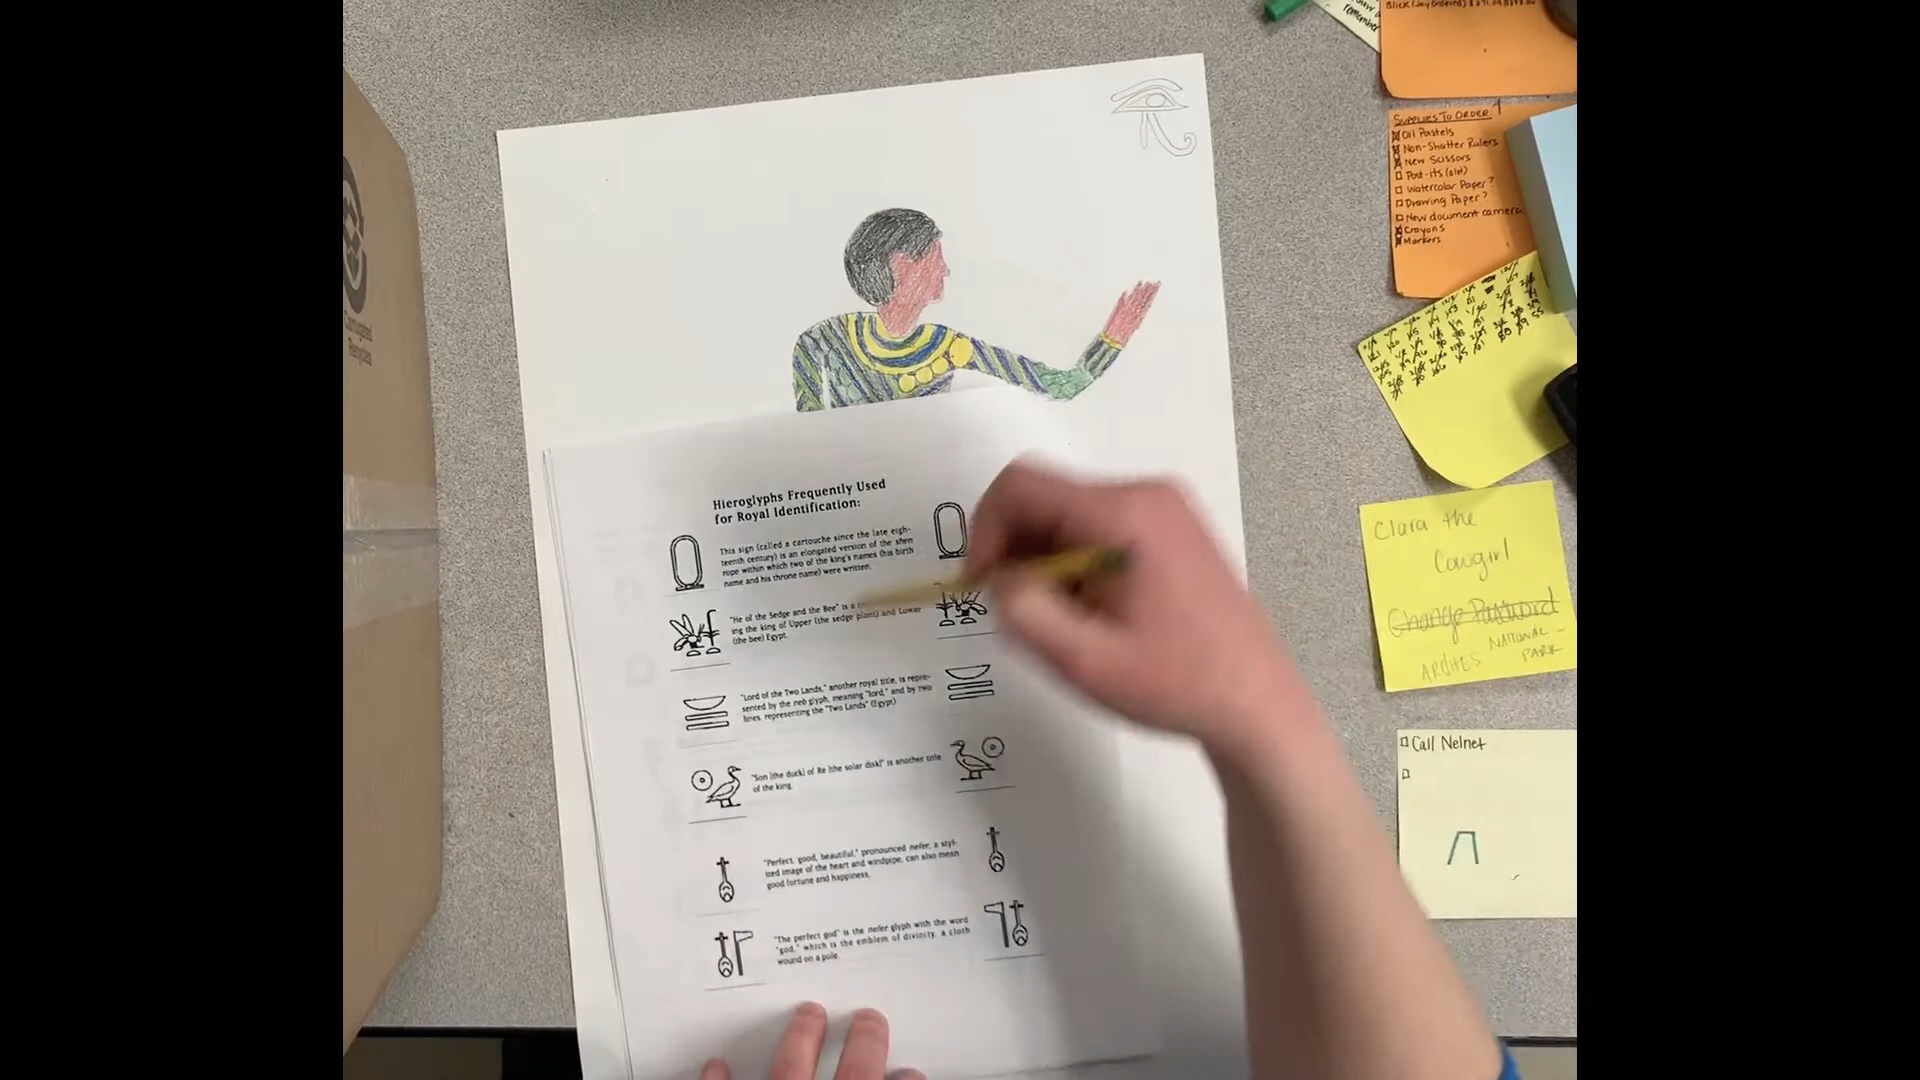 Hieroglyphs Frequently Used
for Royal Identification:
This sign (called a cartouche since the late eigh-
teenth century) is an elongated version of the shen
rope within which two of the king's names (his birth
name and his throne name) were written.
"He of the Sedge and the Bee" is a
ing the king of Upper (the sedge plant) and Lower
(the bee) Egypt.
"Lord of the Two Lands," another royal title, is repre-
sented by the neb glyph, meaning "lord," and by two
lines, representing the "Two Lands" (Egypt)
"Son (the duck) of Re (the solar disk)" is another title
of the king.
"Perfect, good, beautiful," pronounced nefer, a styl-
ized image of the heart and windpipe, can also mean
good fortune and happiness.
"The perfect god" is the nefer glyph with the word
"god," which is the emblem of divinity, a cloth
wound on a pole.
Corrugated
Recycles
remember
Blick (Jay ordered)
SUPPLIES TO ORDER
Oil Pastels
Non-Shatter Rulers
New Scissors
Post-its (alot)
Watercolor Paper?
Drawing Paper?
New document camera
Crayons
Markers
Clara the
Cowgirl
Change Password
NATIONAL -
ARCHES PARK
Call Nelnet